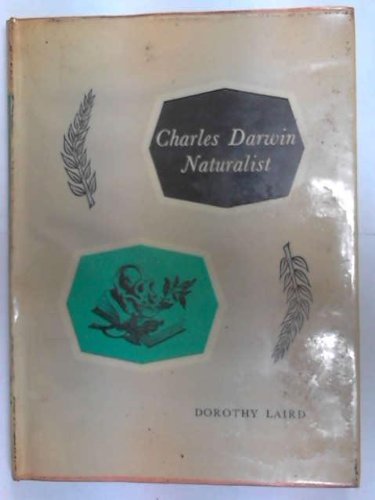 Charles Darwin
Naturalist
DOROTHY LAIRD